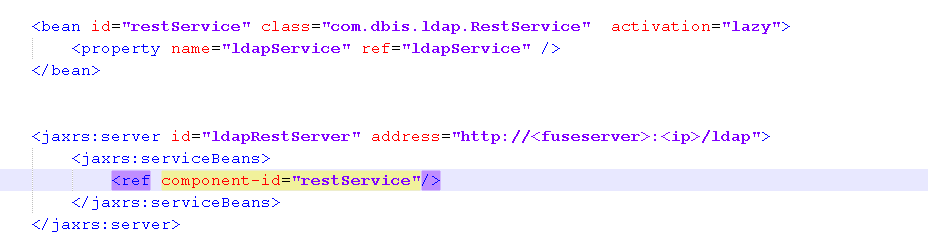 <bean id="restService" class="com.dbis.ldap.RestService"  activation="lazy">
<property name="ldapService" ref="ldapService" />
</bean>
<jaxrs:server id="ldapRestServer" address="http://<fuseserver>:<ip>/ldap">
<jaxrs:serviceBeans>
<ref component-id="restService"/>
</jaxrs:serviceBeans>
</jaxrs:server>